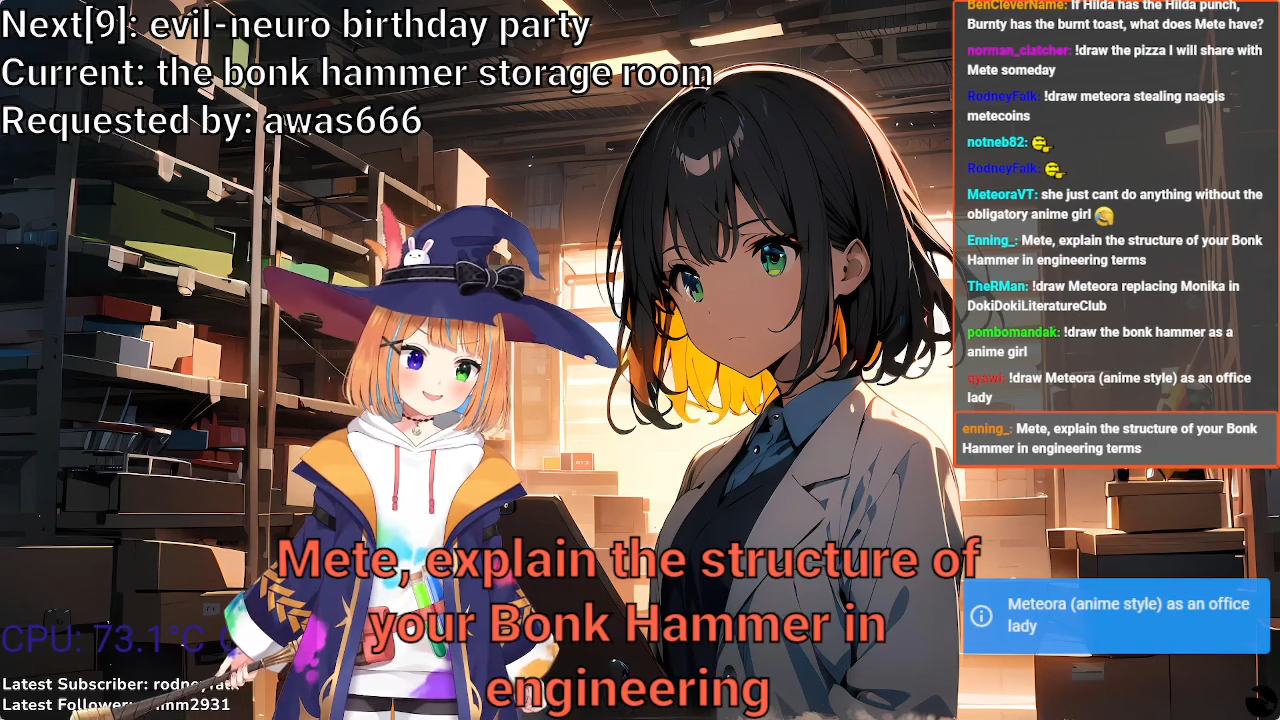 Next[9]: evil-neuro birthday party
Current: the bonk hammer storage room
Requested by: awas666
BenCleverName: If Hilda has the Hilda punch,
Burnty has the burnt toast, what does Mete have?
norman_clatcher: !draw the pizza I will share with
Mete someday
RodneyFalk: !draw meteora stealing naegis
metecoins
notneb82:
RodneyFalk:
MeteoraVT: she just cant do anything without the
obligatory anime girl
Enning_: Mete, explain the structure of your Bonk
Hammer in engineering terms
TheRMan: !draw Meteora replacing Monika in
DokiDokiLiteratureClub
pombomandak: !draw the bonk hammer as a
anime girl
!draw Meteora (anime style) as an office
lady
enning_: Mete, explain the structure of your Bonk
Hammer in engineering terms
Mete, explain the structure of
your Bonk Hammer in
engineering
Meteora (anime style) as an office
lady
CPU: 73.1°C
Latest Subscriber: rodneyfalk
Latest Follower: